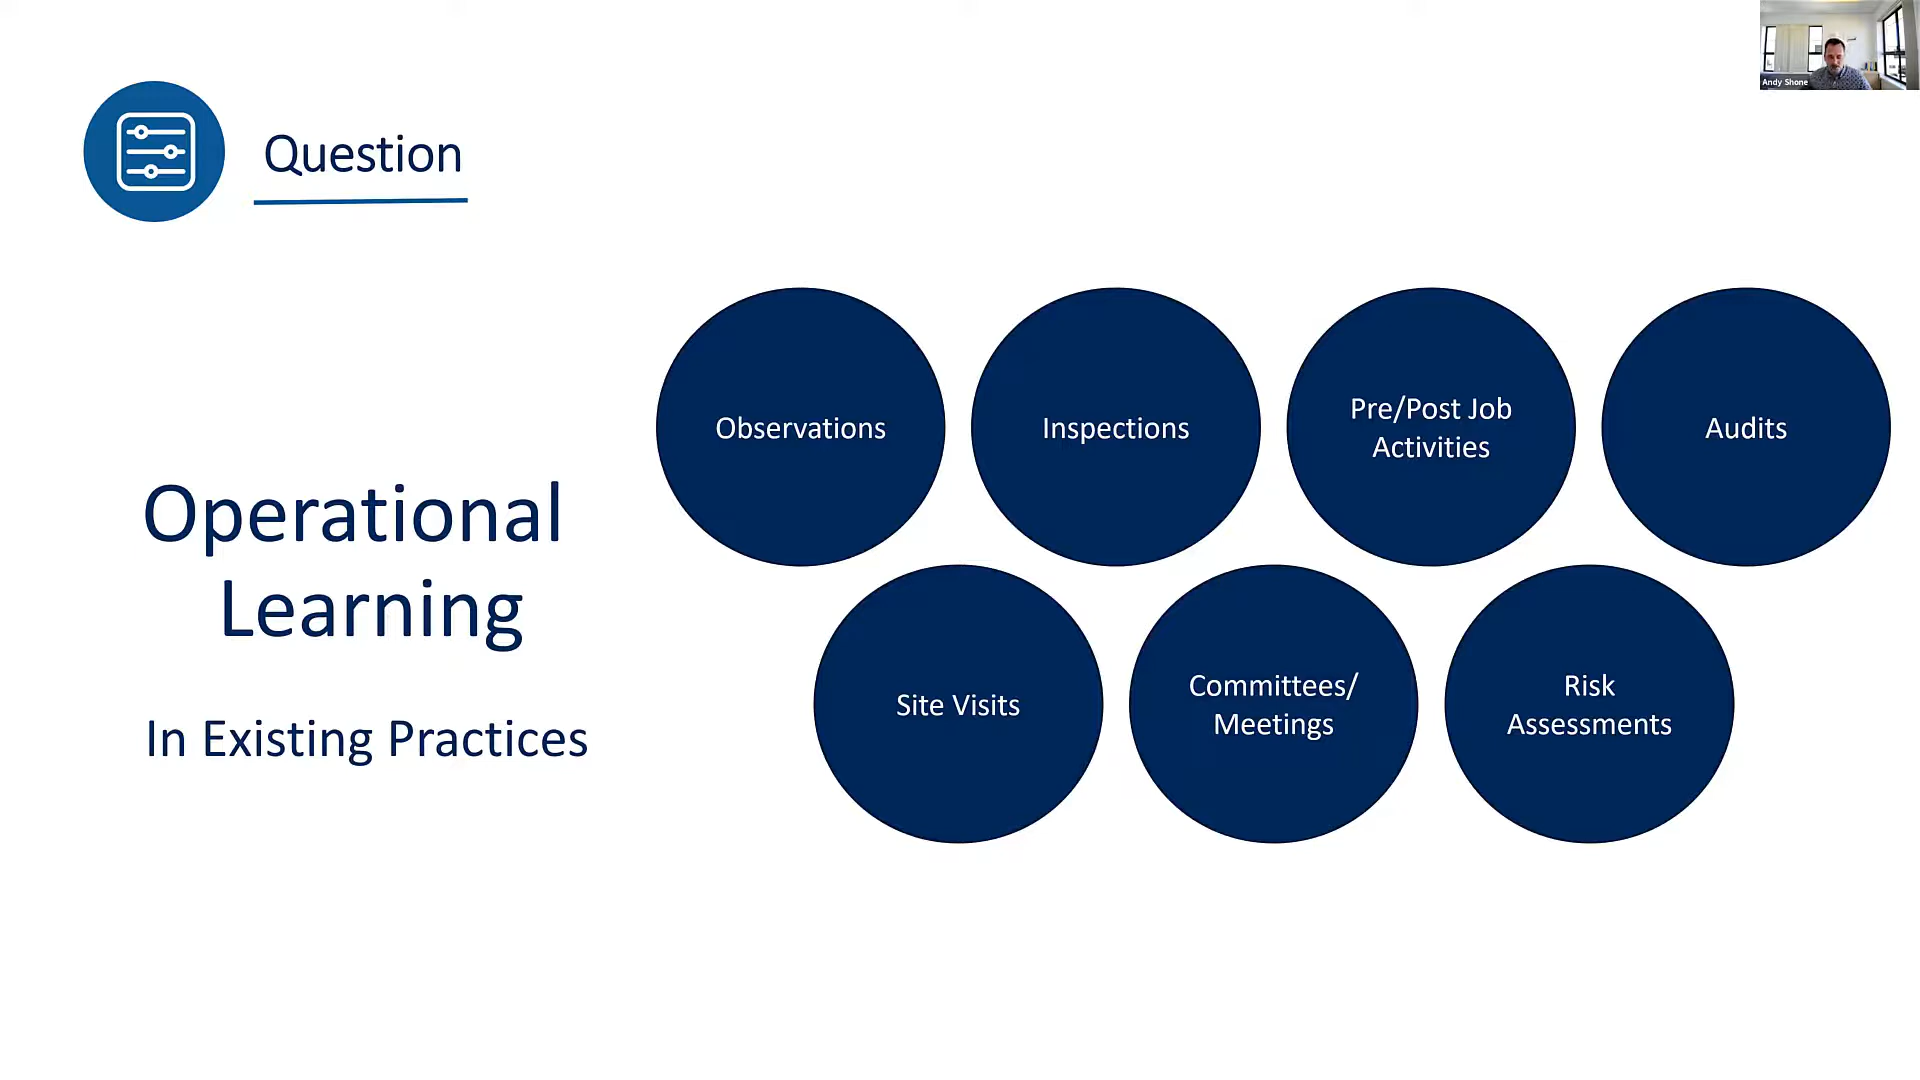 Andy Shone
Question
Operational
Learning
In Existing Practices
Observations
Inspections
Pre/Post Job
Activities
Audits
Site Visits
Committees/
Meetings
Risk
Assessments